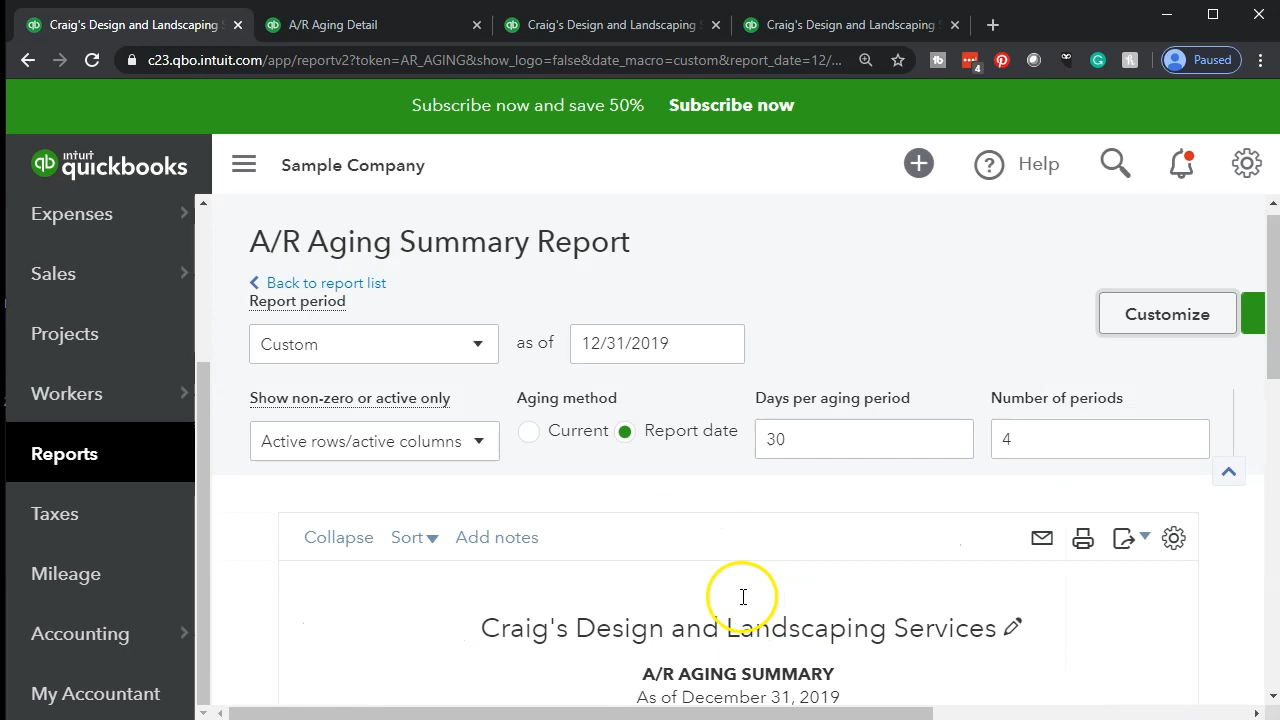 Craig's Design and Landscaping
A/R Aging Detail
Craig's Design and Landscaping
Craig's Design and Landscaping
c23.qbo.intuit.com/app/reportv2?token=AR_AGING&show_logo=false&date_macro=custom&report_date=12/...
4
Paused
Subscribe now and save 50% Subscribe now
qb intuit quickbooks
Sample Company
Help
Expenses
Sales
Projects
Workers
Reports
Taxes
Mileage
Accounting
My Accountant
A/R Aging Summary Report
Back to report list
Report period
Custom
as of
12/31/2019
Customize
Show non-zero or active only
Aging method
Days per aging period
Number of periods
Active rows/active columns
Current
Report date
30
4
Collapse
Sort
Add notes
Craig's Design and Landscaping Services
A/R AGING SUMMARY
As of December 31, 2019